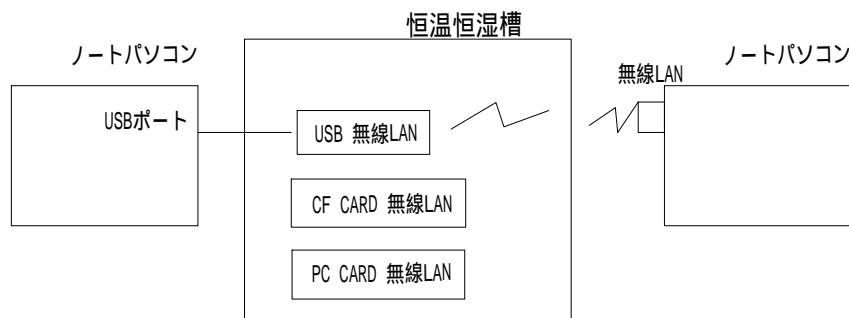 恒温恒湿槽
ノートパソコン
ノートパソコン
無線LAN
USBポート
USB 無線LAN
CF CARD 無線LAN
PC CARD 無線LAN